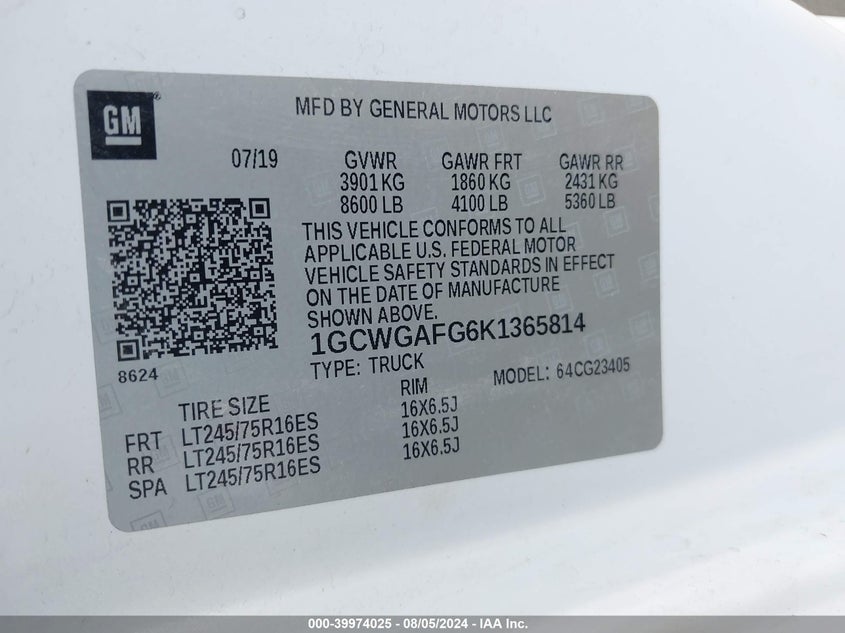 GM
MFD BY GENERAL MOTORS LLC
07/19 GVWR GAWR FRT GAWR RR
3901 KG 1860 KG 2431 KG
8600 LB 4100 LB 5360 LB
THIS VEHICLE CONFORMS TO ALL
APPLICABLE U.S. FEDERAL MOTOR
VEHICLE SAFETY STANDARDS IN EFFECT
ON THE DATE OF MANUFACTURE
SHOWN ABOVE.
1GCWGAFG6K1365814
8624 TYPE: TRUCK MODEL: 64CG23405
TIRE SIZE RIM
FRT LT245/75R16ES 16X6.5J
RR LT245/75R16ES 16X6.5J
SPA LT245/75R16ES 16X6.5J
000-39974025 - 08/05/2024 - IAA Inc.